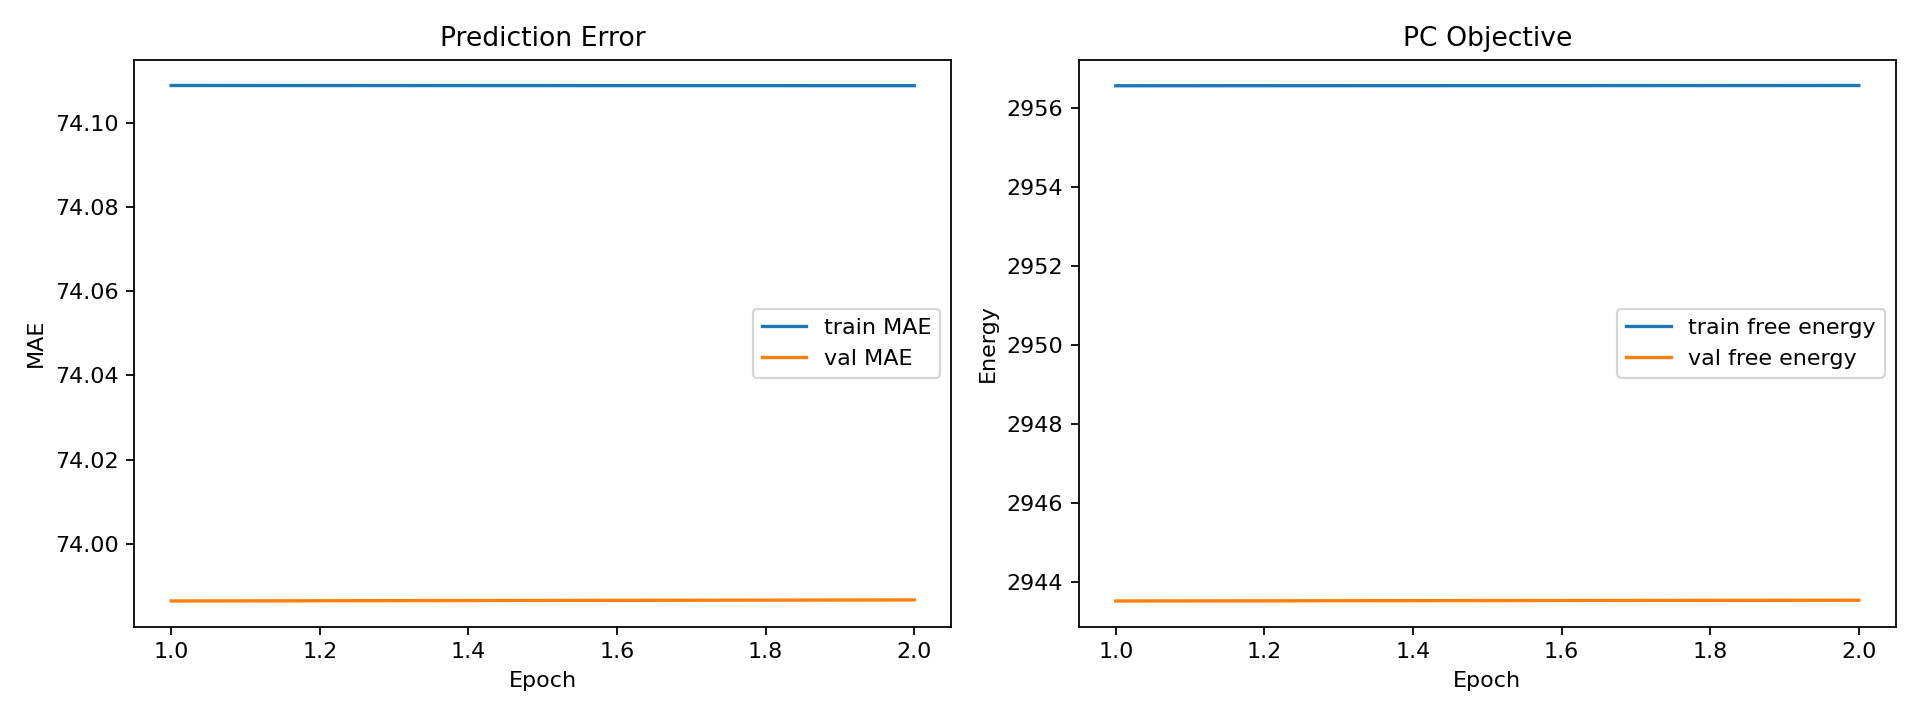 Prediction Error
MAE
74.10
74.08
74.06
74.04
74.02
74.00
train MAE
val MAE
1.0 1.2 1.4 1.6 1.8 2.0
Epoch
PC Objective
Energy
2956
2954
2952
2950
2948
2946
2944
train free energy
val free energy
1.0 1.2 1.4 1.6 1.8 2.0
Epoch